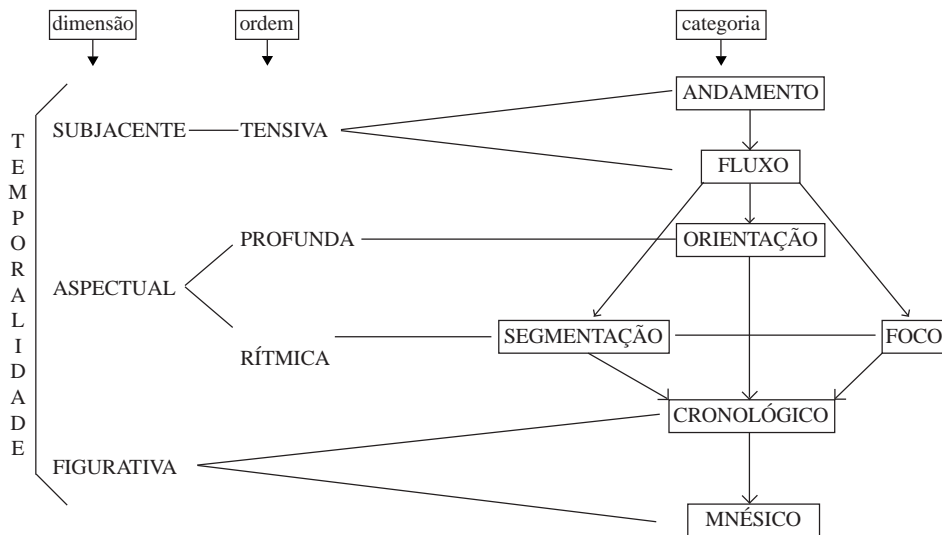 dimensão ordem categoria
ANDAMENTO
SUBJACENTE TENSIVA
FLUXO
PROFUNDA ORIENTAÇÃO
ASPECTUAL
SEGMENTAÇÃO FOCO
RÍTMICA
CRONOLÓGICO
FIGURATIVA
MNÉSICO
TEMPORALIDADE